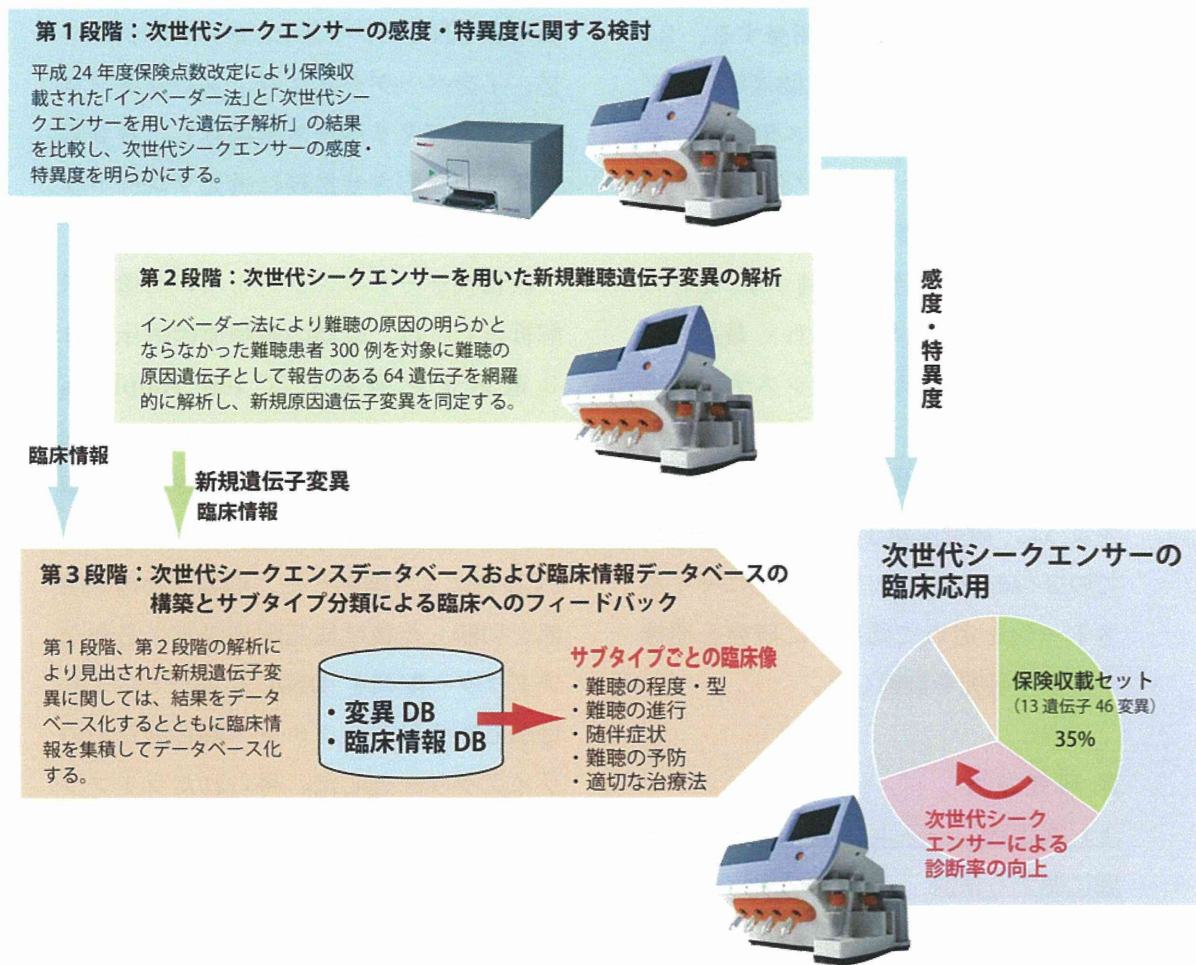 第1段階：次世代シークエンサーの感度・特異度に関する検討
平成 24 年度保険点数改定により保険収
載された「インベーダー法」と「次世代シー
クエンサーを用いた遺伝子解析」の結果
を比較し、次世代シークエンサーの感度・
特異度を明らかにする。
第2段階：次世代シークエンサーを用いた新規難聴遺伝子変異の解析
インベーダー法により難聴の原因の明らかと
ならなかった難聴患者 300 例を対象に難聴の
原因遺伝子として報告のある 64 遺伝子を網羅
的に解析し、新規原因遺伝子変異を同定する。
感度・特異度
臨床情報
新規遺伝子変異
臨床情報
第3段階：次世代シークエンスデータベースおよび臨床情報データベースの
構築とサブタイプ分類による臨床へのフィードバック
第1段階、第2段階の解析に
より見出された新規遺伝子変
異に関しては、結果をデータ
ベース化するとともに臨床情
報を集積してデータベース化
する。
・変異 DB
・臨床情報 DB
サブタイプごとの臨床像
・難聴の程度・型
・難聴の進行
・随伴症状
・難聴の予防
・適切な治療法
次世代シークエンサーの
臨床応用
保険収載セット
（13 遺伝子 46 変異）
35%
次世代シーク
エンサーによる
診断率の向上